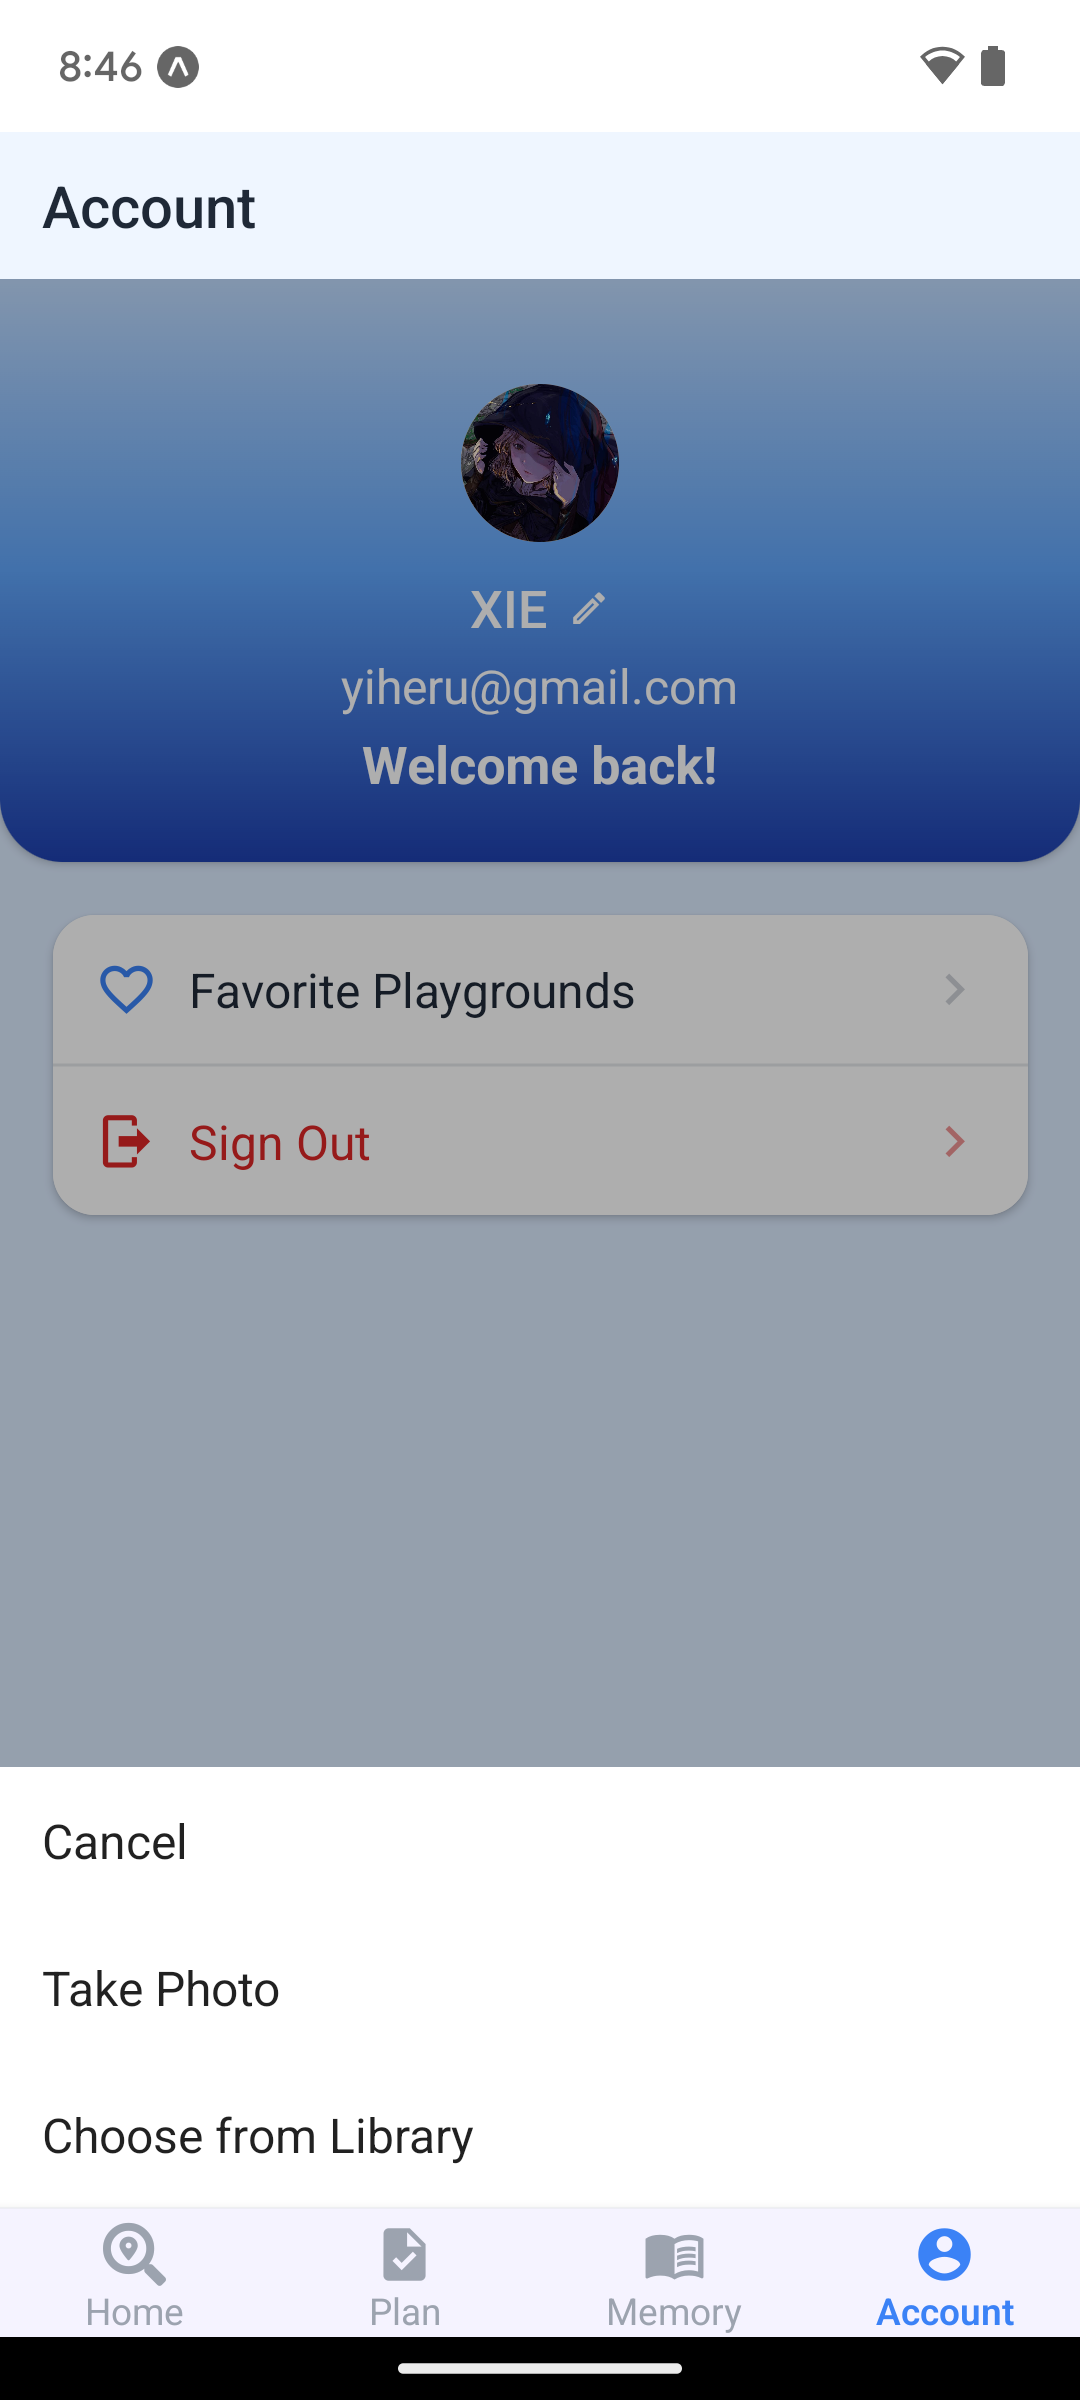 8:46
Account
XIE
yiheru@gmail.com
Welcome back!
Favorite Playgrounds
Sign Out
Cancel
Take Photo
Choose from Library
Home
Plan
Memory
Account